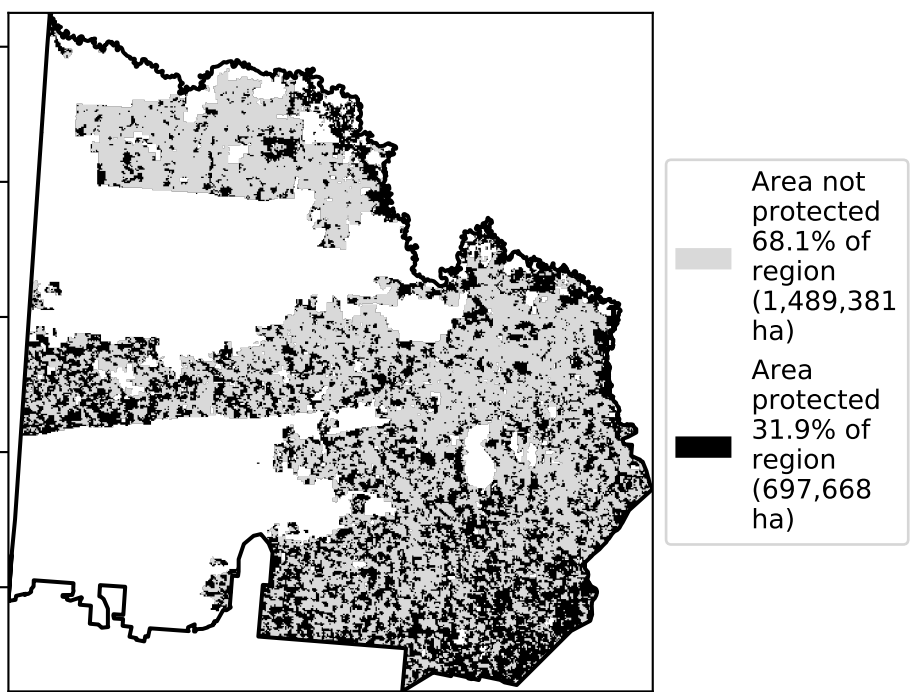 Area not
protected
68.1% of
region
(1,489,381
ha)
Area
protected
31.9% of
region
(697,668
ha)